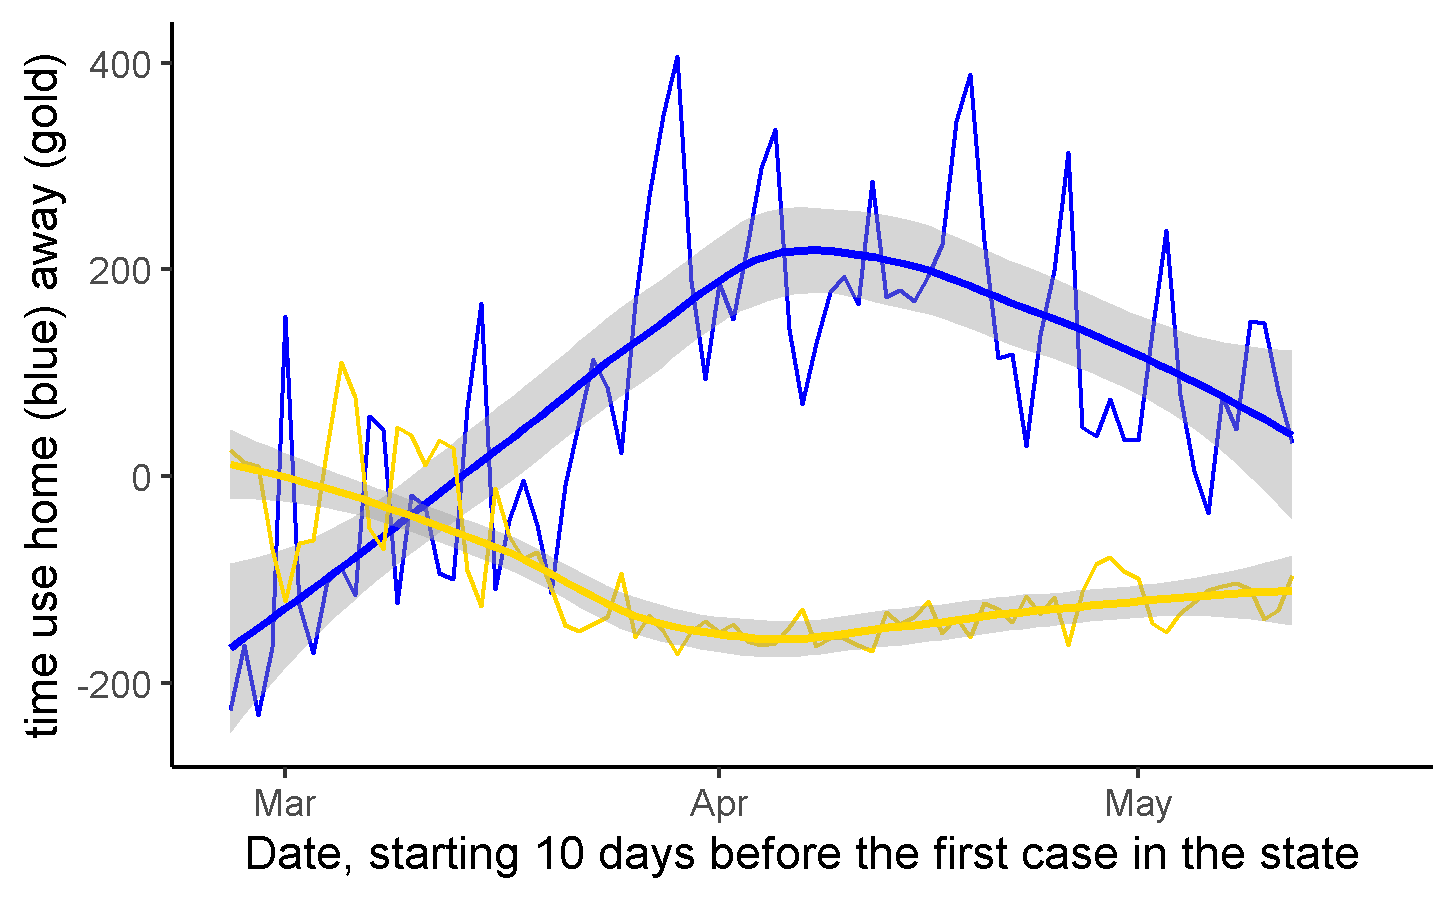 time use home (blue) away (gold)
400
200
0
-200
Mar Apr May
Date, starting 10 days before the first case in the state